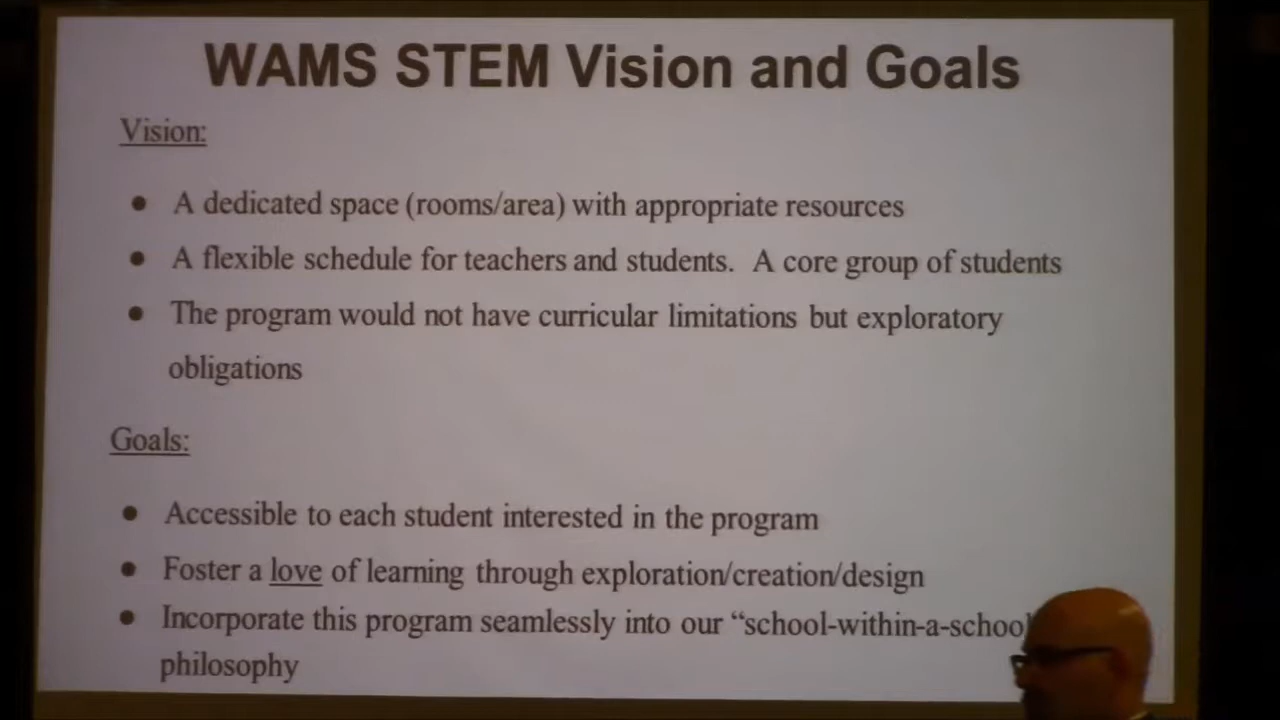 WAMS STEM Vision and Goals
Vision:
● A dedicated space (rooms/area) with appropriate resources
● A flexible schedule for teachers and students. A core group of students
● The program would not have curricular limitations but exploratory
obligations
Goals:
● Accessible to each student interested in the program
● Foster a love of learning through exploration/creation/design
● Incorporate this program seamlessly into our “school-within-a-school
philosophy